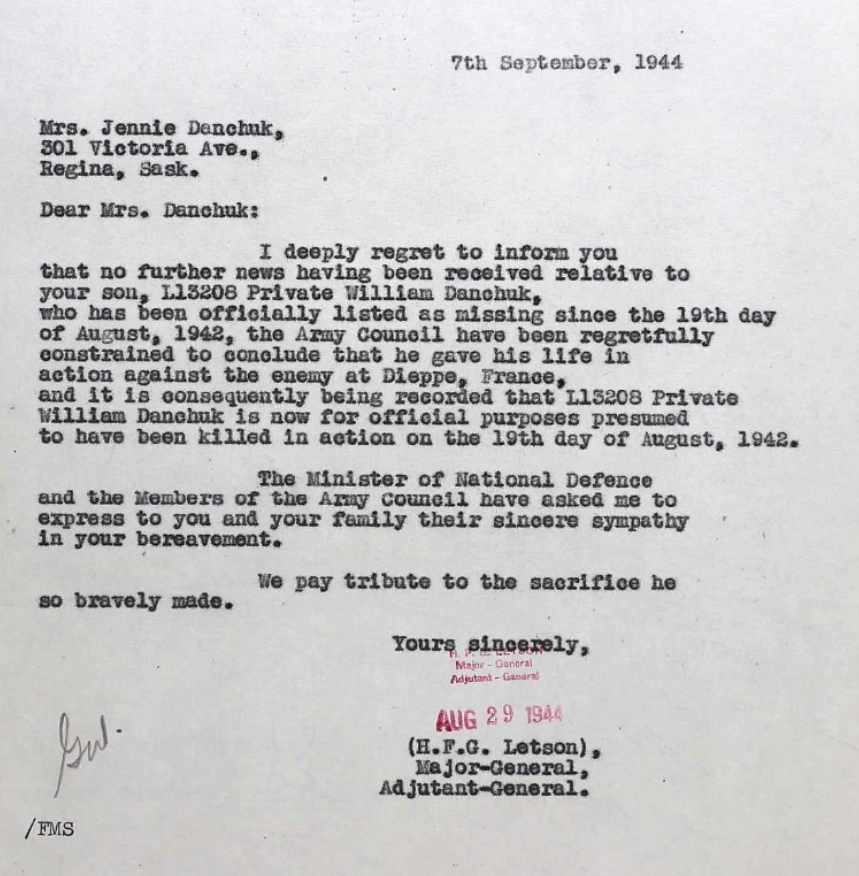 7th September, 1944
Mrs. Jennie Danchuk,
301 Victoria Ave.,
Regina, Sask.
Dear Mrs. Danchuk:
I deeply regret to inform you
that no further news having been received relative to
your son, L13208 Private William Danchuk,
who has been officially listed as missing since the 19th day
of August, 1942, the Army Council have been regretfully
constrained to conclude that he gave his life in
action against the enemy at Dieppe, France,
and it is consequently being recorded that L13208 Private
William Danchuk is now for official purposes presumed
to have been killed in action on the 19th day of August, 1942.
The Minister of National Defence
and the Members of the Army Council have asked me to
express to you and your family their sincere sympathy
in your bereavement.
We pay tribute to the sacrifice he
so bravely made.
Yours sincerely,
LETSON
Major - General
Adjutant - General
AUG 29 1944
(H.F.G. Letson),
Major-General,
Adjutant-General.
/FMS